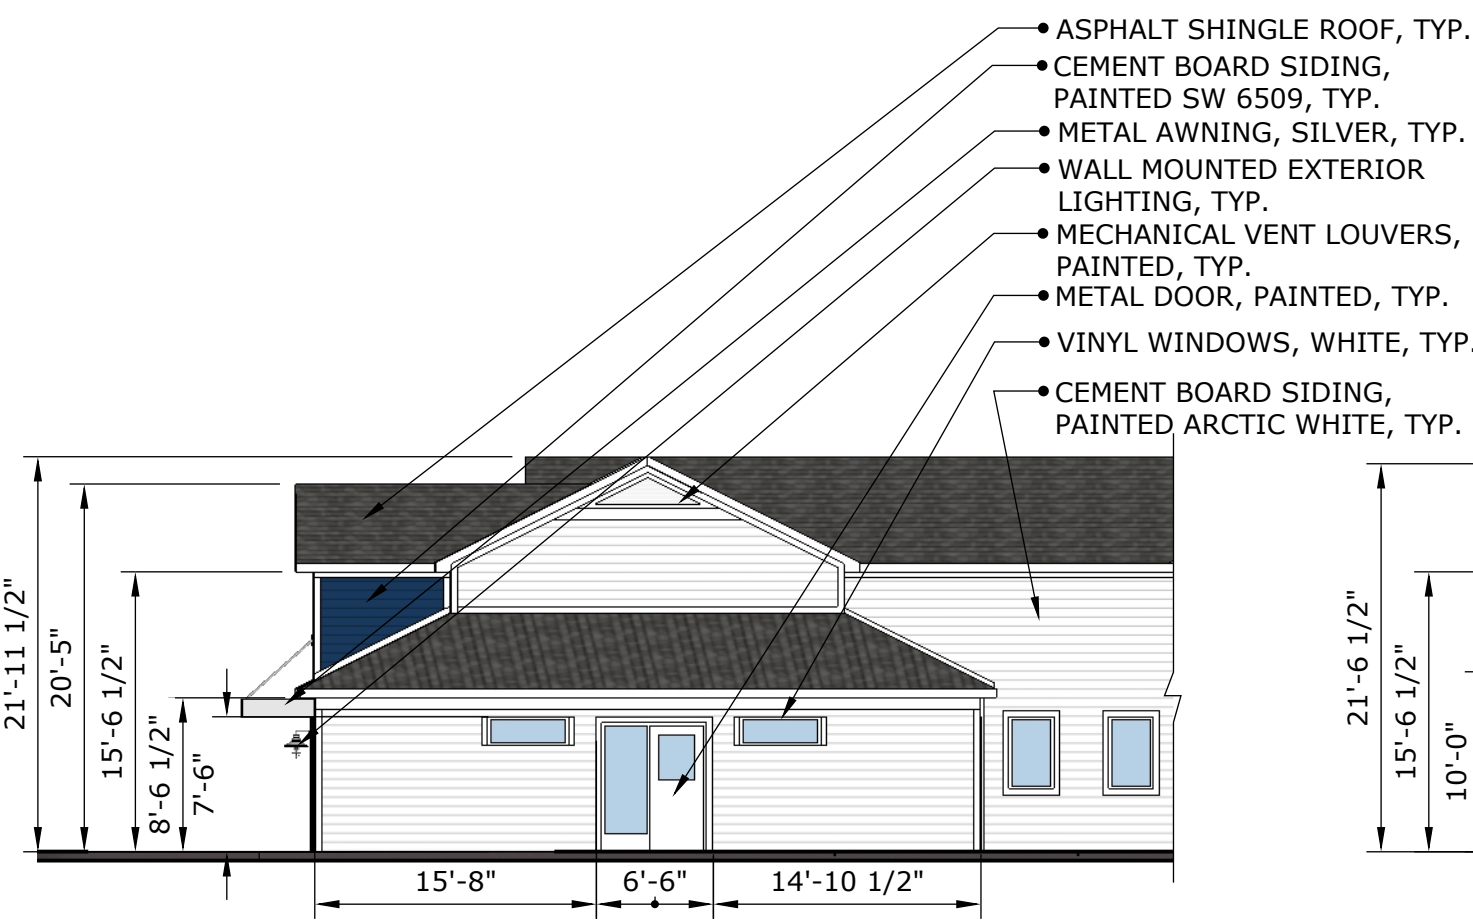 ASPHALT SHINGLE ROOF, TYP.
CEMENT BOARD SIDING,
PAINTED SW 6509, TYP.
METAL AWNING, SILVER, TYP.
WALL MOUNTED EXTERIOR
LIGHTING, TYP.
MECHANICAL VENT LOUVERS,
PAINTED, TYP.
METAL DOOR, PAINTED, TYP.
VINYL WINDOWS, WHITE, TYP.
CEMENT BOARD SIDING,
PAINTED ARCTIC WHITE, TYP.
21'-11 1/2"
20'-5"
15'-6 1/2"
8'-6 1/2"
7'-6"
21'-6 1/2"
15'-6 1/2"
10'-0"
15'-8"
6'-6"
14'-10 1/2"